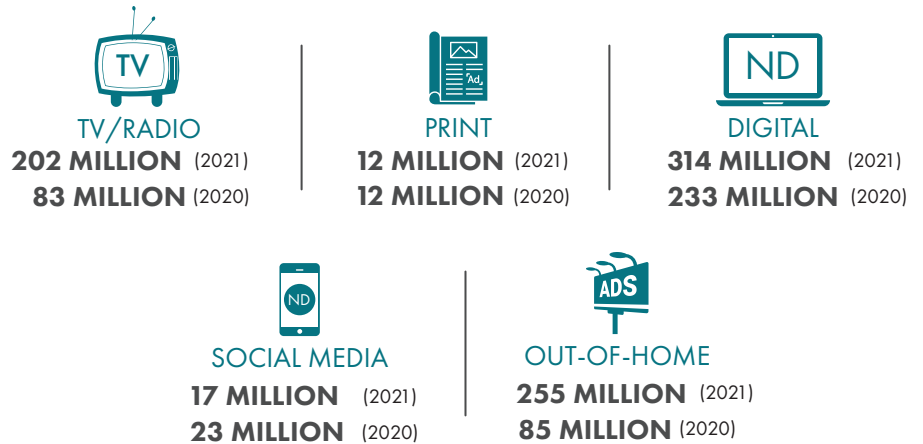 TV
Ad
ND
TV/RADIO
PRINT
DIGITAL
202 MILLION (2021)
12 MILLION (2021)
314 MILLION (2021)
83 MILLION (2020)
12 MILLION (2020)
233 MILLION (2020)
ND
ADS
SOCIAL MEDIA
OUT-OF-HOME
17 MILLION (2021)
255 MILLION (2021)
23 MILLION (2020)
85 MILLION (2020)